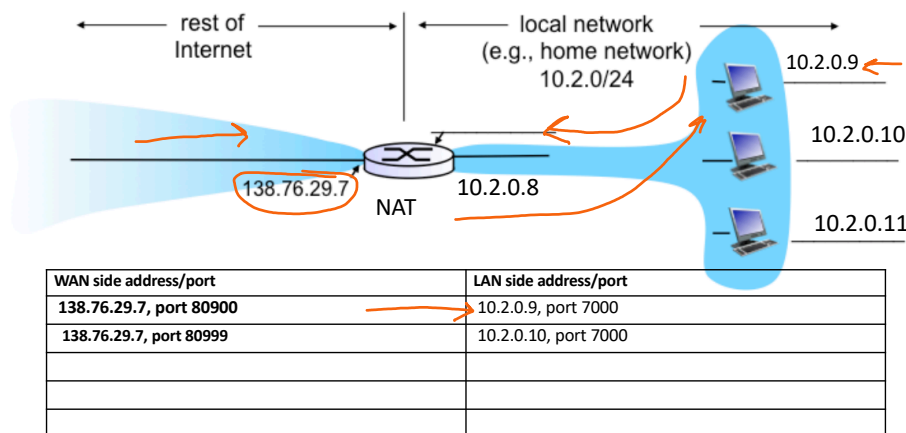 rest of
Internet
local network
(e.g., home network)
10.2.0/24
10.2.0.9
10.2.0.10
138.76.29.7
10.2.0.8
NAT
10.2.0.11
WAN side address/port
LAN side address/port
138.76.29.7, port 80900
10.2.0.9, port 7000
138.76.29.7, port 80999
10.2.0.10, port 7000